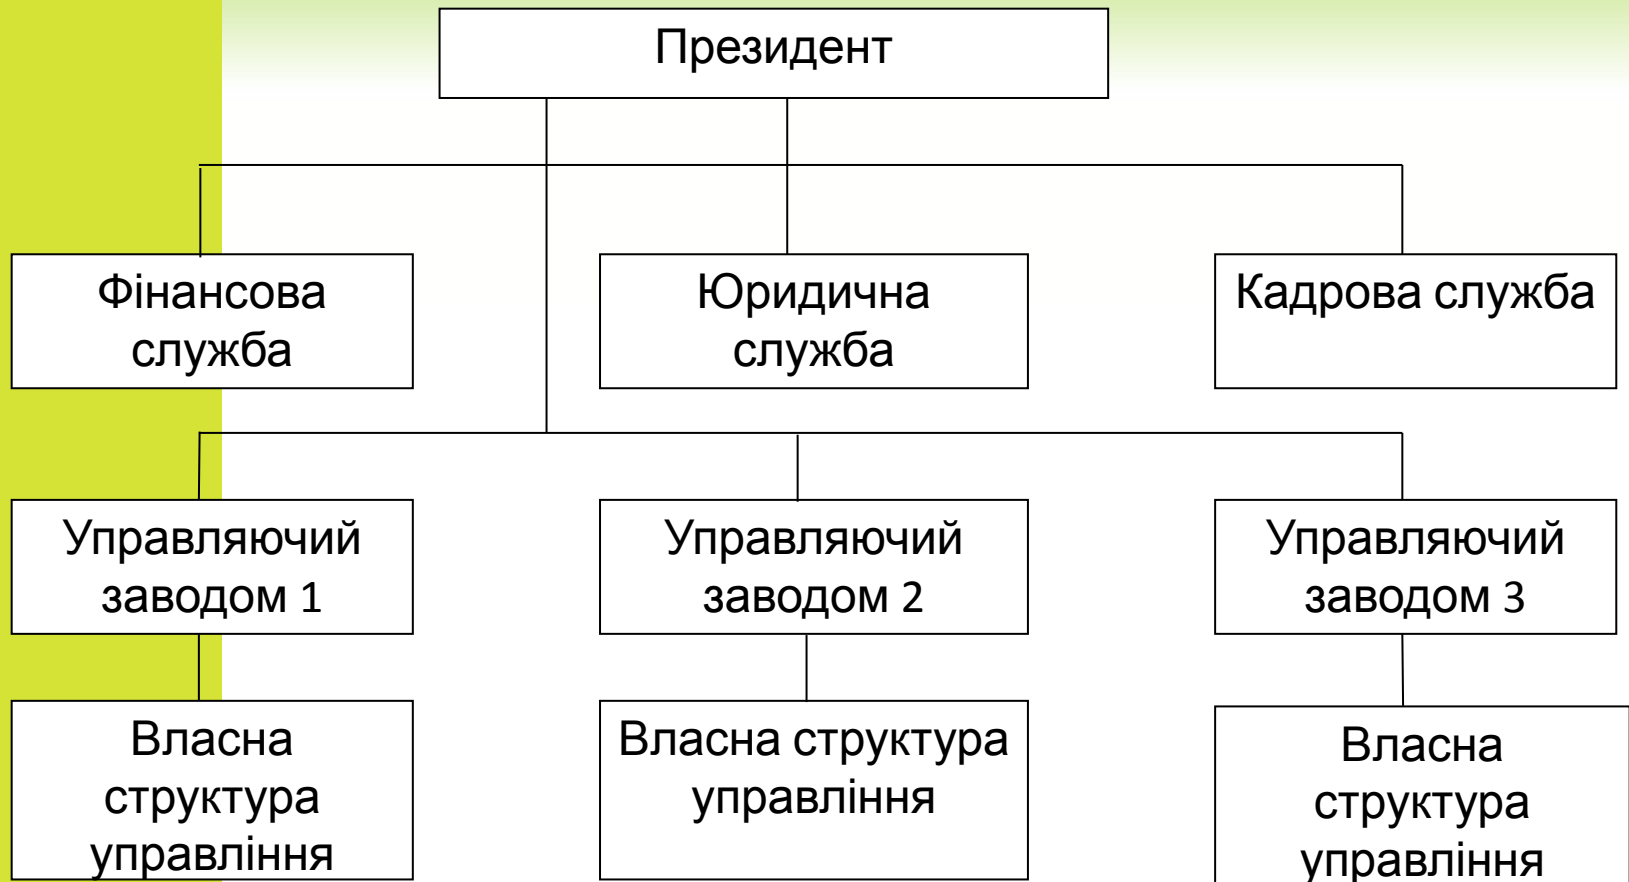 Президент
Фінансова
служба
Юридична
служба
Кадрова служба
Управляючий
заводом 1
Управляючий
заводом 2
Управляючий
заводом 3
Власна
структура
управління
Власна структура
управління
Власна
структура
управління